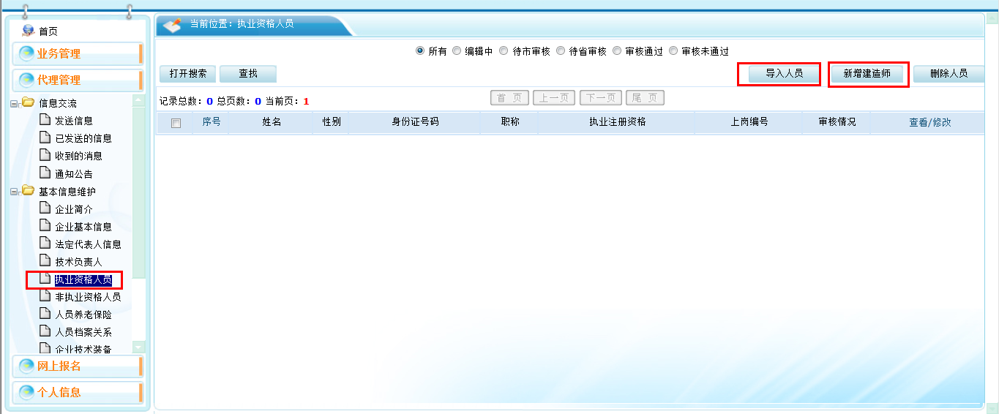 首页
业务管理
代理管理
信息交流
发送信息
已发送的信息
收到的消息
通知公告
基本信息维护
企业简介
企业基本信息
法定代表人信息
技术负责人
执业资格人员
非执业资格人员
人员养老保险
人员档案关系
企业技术装备
网上报名
个人信息
当前位置：执业资格人员
所有 编辑中 待市审核 待省审核 审核通过 审核未通过
打开搜索 查找 导入人员 新增建造师 删除人员
记录总数：0 总页数：0 当前页：1 首 页 上一页 下一页 尾 页
序号 姓名 性别 身份证号码 职称 执业注册资格 上岗编号 审核情况 查看/修改